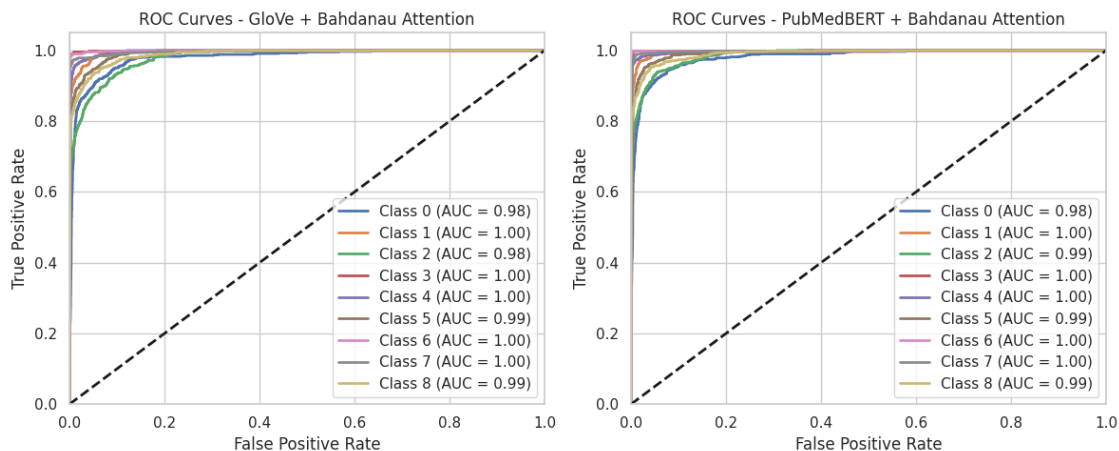 ROC Curves - GloVe + Bahdanau Attention
1.0
0.8
0.6
0.4
0.2
0.0
True Positive Rate
Class 0 (AUC = 0.98)
Class 1 (AUC = 1.00)
Class 2 (AUC = 0.98)
Class 3 (AUC = 1.00)
Class 4 (AUC = 1.00)
Class 5 (AUC = 0.99)
Class 6 (AUC = 1.00)
Class 7 (AUC = 1.00)
Class 8 (AUC = 0.99)
0.0 0.2 0.4 0.6 0.8 1.0
False Positive Rate
ROC Curves - PubMedBERT + Bahdanau Attention
1.0
0.8
0.6
0.4
0.2
0.0
True Positive Rate
Class 0 (AUC = 0.98)
Class 1 (AUC = 1.00)
Class 2 (AUC = 0.99)
Class 3 (AUC = 1.00)
Class 4 (AUC = 1.00)
Class 5 (AUC = 0.99)
Class 6 (AUC = 1.00)
Class 7 (AUC = 1.00)
Class 8 (AUC = 0.99)
0.0 0.2 0.4 0.6 0.8 1.0
False Positive Rate